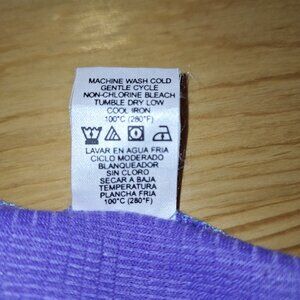 MACHINE WASH COLD
GENTLE CYCLE
NON-CHLORINE BLEACH
TUMBLE DRY LOW
COOL IRON
100°C (280°F)
LAVAR EN AGUA FRIA
CICLO MODERADO
BLANQUEADOR
SIN CLORO
SECAR A BAJA
TEMPERATURA
PLANCHA FRIA
100°C (280°F)